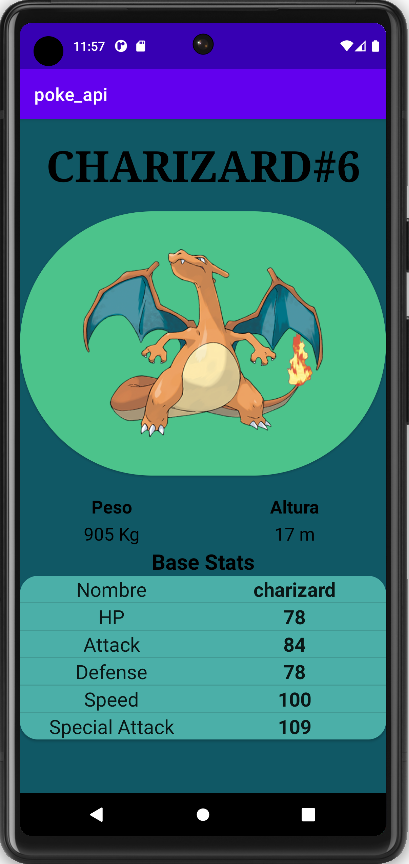 11:57
poke_api
CHARIZARD#6
Peso Altura
905 Kg 17 m
Base Stats
Nombre charizard
HP 78
Attack 84
Defense 78
Speed 100
Special Attack 109